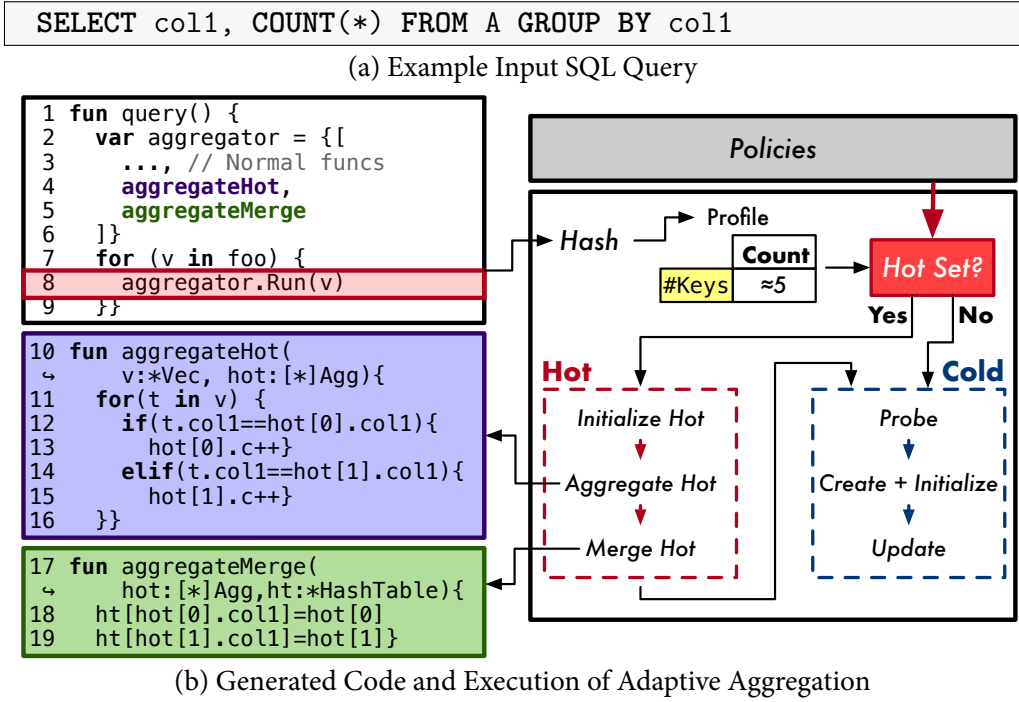 SELECT col1, COUNT(*) FROM A GROUP BY col1
(a) Example Input SQL Query
1 fun query() {
2 var aggregator = {[
3 ..., // Normal funcs
4 aggregateHot,
5 aggregateMerge
6 ]}
7 for (v in foo) {
8 aggregator.Run(v)
9 }}
10 fun aggregateHot(
↪ v:*Vec, hot:[*]Agg){
11 for(t in v) {
12 if(t.col1==hot[0].col1){
13 hot[0].c++}
14 elif(t.col1==hot[1].col1){
15 hot[1].c++}
16 }}
17 fun aggregateMerge(
↪ hot:[*]Agg,ht:*HashTable){
18 ht[hot[0].col1]=hot[0]
19 ht[hot[1].col1]=hot[1]}
Policies
Hash
Profile
Count
#Keys ≈5
Hot Set?
Yes No
Hot
Initialize Hot
Aggregate Hot
Merge Hot
Cold
Probe
Create + Initialize
Update
(b) Generated Code and Execution of Adaptive Aggregation